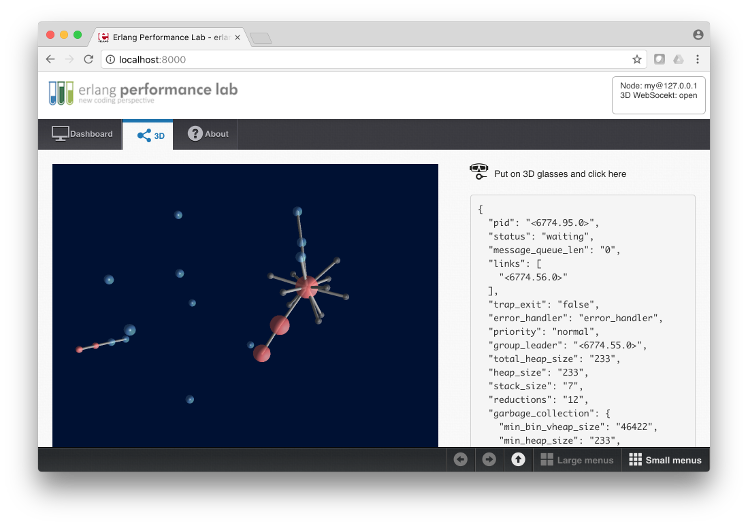 Erlang Performance Lab - erla
localhost:8000
erlang performance lab
new coding perspective
Node: my@127.0.0.1
3D WebSocekt: open
Dashboard
3D
About
Put on 3D glasses and click here
{
"pid": "<6774.95.0>",
"status": "waiting",
"message_queue_len": "0",
"links": [
"<6774.56.0>"
],
"trap_exit": "false",
"error_handler": "error_handler",
"priority": "normal",
"group_leader": "<6774.55.0>",
"total_heap_size": "233",
"heap_size": "233",
"stack_size": "7",
"reductions": "12",
"garbage_collection": {
"min_bin_vheap_size": "46422",
"min_heap_size": "233",
Large menus
Small menus